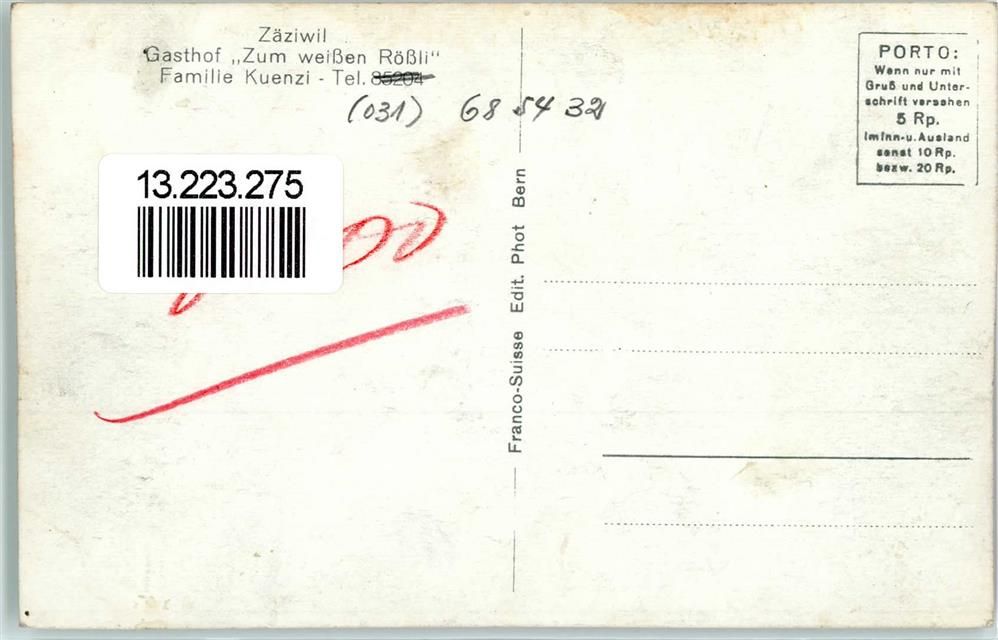 Zäziwil
Gasthof „Zum weißen Rößli“
Familie Kuenzi - Tel. 85204
(031) 68 54 32
13.223.275
Franco-Suisse Edit. Phot Bern
PORTO:
Wenn nur mit
Gruß und Unter-
schrift versehen
5 Rp.
im Inn-u. Ausland
sonst 10 Rp.
bezw. 20 Rp.